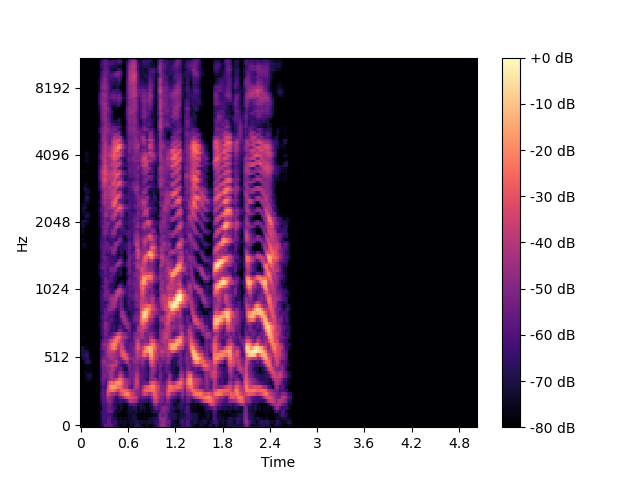 8192
4096
2048
1024
512
0
Hz
0 0.6 1.2 1.8 2.4 3 3.6 4.2 4.8
Time
+0 dB
-10 dB
-20 dB
-30 dB
-40 dB
-50 dB
-60 dB
-70 dB
-80 dB